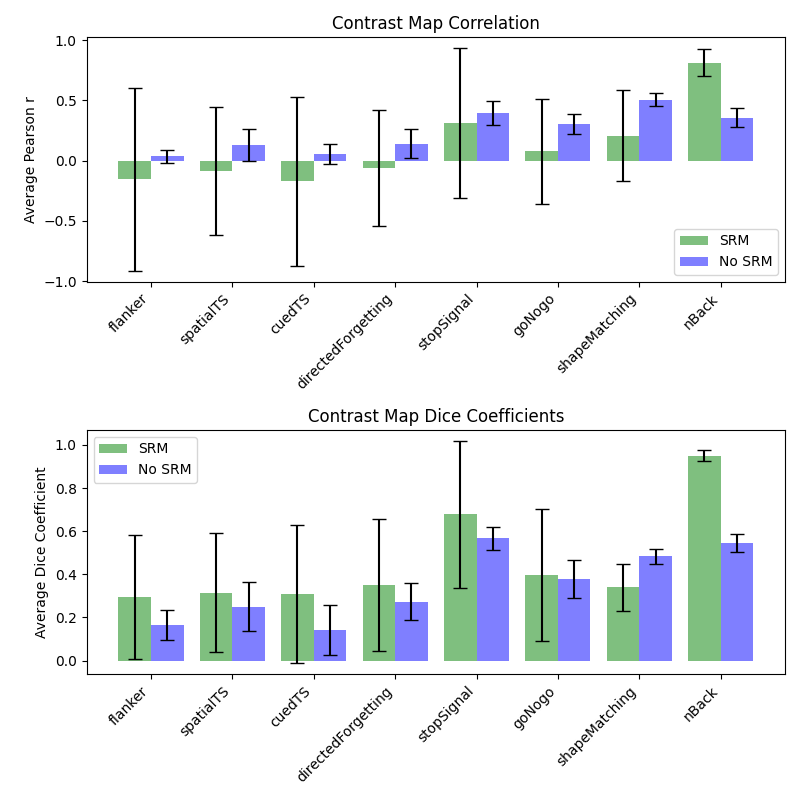 Contrast Map Correlation
Average Pearson r
1.0
0.5
0.0
−0.5
−1.0
SRM
No SRM
flanker
spatialTS
cuedTS
directedForgetting
stopSignal
goNogo
shapeMatching
nBack
Contrast Map Dice Coefficients
Average Dice Coefficient
1.0
0.8
0.6
0.4
0.2
0.0
SRM
No SRM
flanker
spatialTS
cuedTS
directedForgetting
stopSignal
goNogo
shapeMatching
nBack